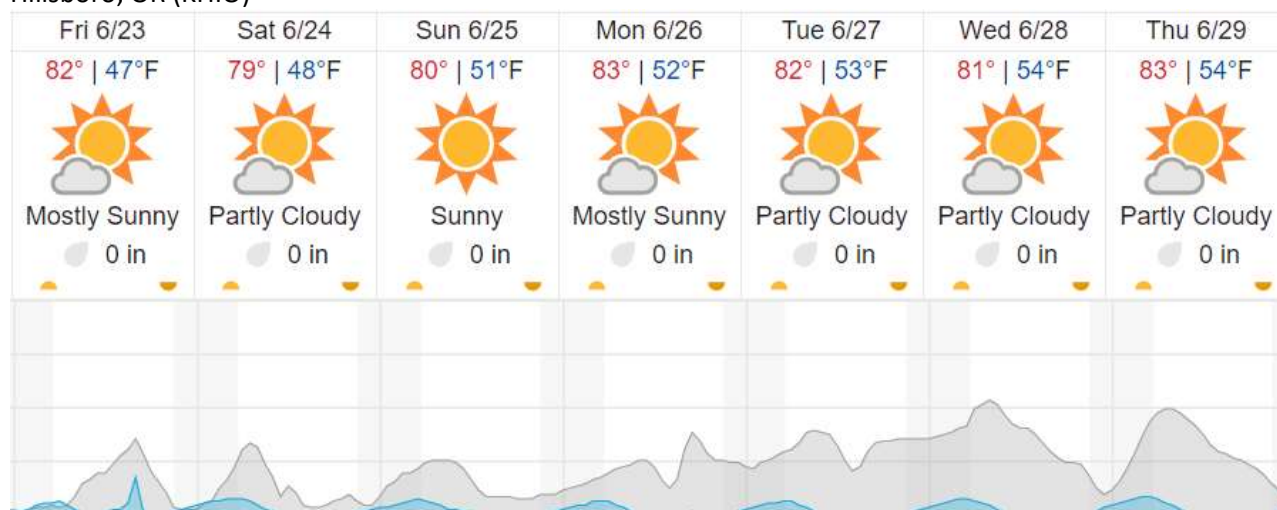 Hillsboro, OR (KHIO)
Fri 6/23 Sat 6/24 Sun 6/25 Mon 6/26 Tue 6/27 Wed 6/28 Thu 6/29
82° | 47°F 79° | 48°F 80° | 51°F 83° | 52°F 82° | 53°F 81° | 54°F 83° | 54°F
Mostly Sunny Partly Cloudy Sunny Mostly Sunny Partly Cloudy Partly Cloudy Partly Cloudy
0 in 0 in 0 in 0 in 0 in 0 in 0 in